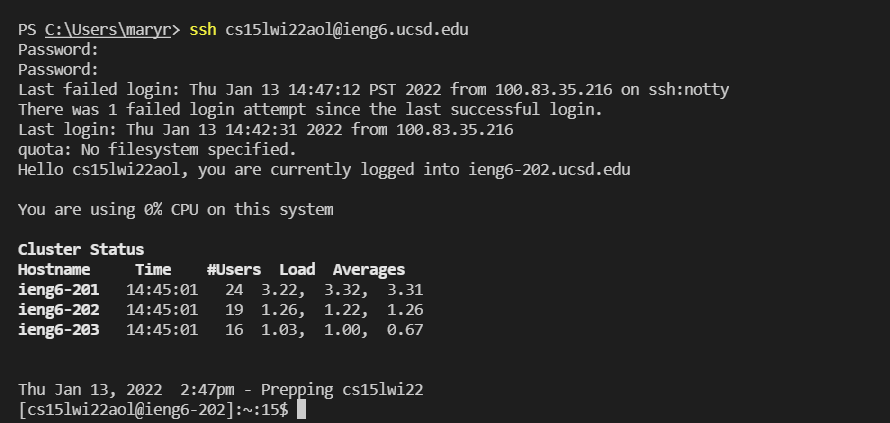 PS C:\Users\maryr> ssh cs15lwi22aol@ieng6.ucsd.edu
Password:
Password:
Last failed login: Thu Jan 13 14:47:12 PST 2022 from 100.83.35.216 on ssh:notty
There was 1 failed login attempt since the last successful login.
Last login: Thu Jan 13 14:42:31 2022 from 100.83.35.216
quota: No filesystem specified.
Hello cs15lwi22aol, you are currently logged into ieng6-202.ucsd.edu
You are using 0% CPU on this system
Cluster Status
Hostname     Time    #Users  Load  Averages
ieng6-201   14:45:01   24  3.22,  3.32,  3.31
ieng6-202   14:45:01   19  1.26,  1.22,  1.26
ieng6-203   14:45:01   16  1.03,  1.00,  0.67
Thu Jan 13, 2022  2:47pm - Prepping cs15lwi22
[cs15lwi22aol@ieng6-202]:~:15$